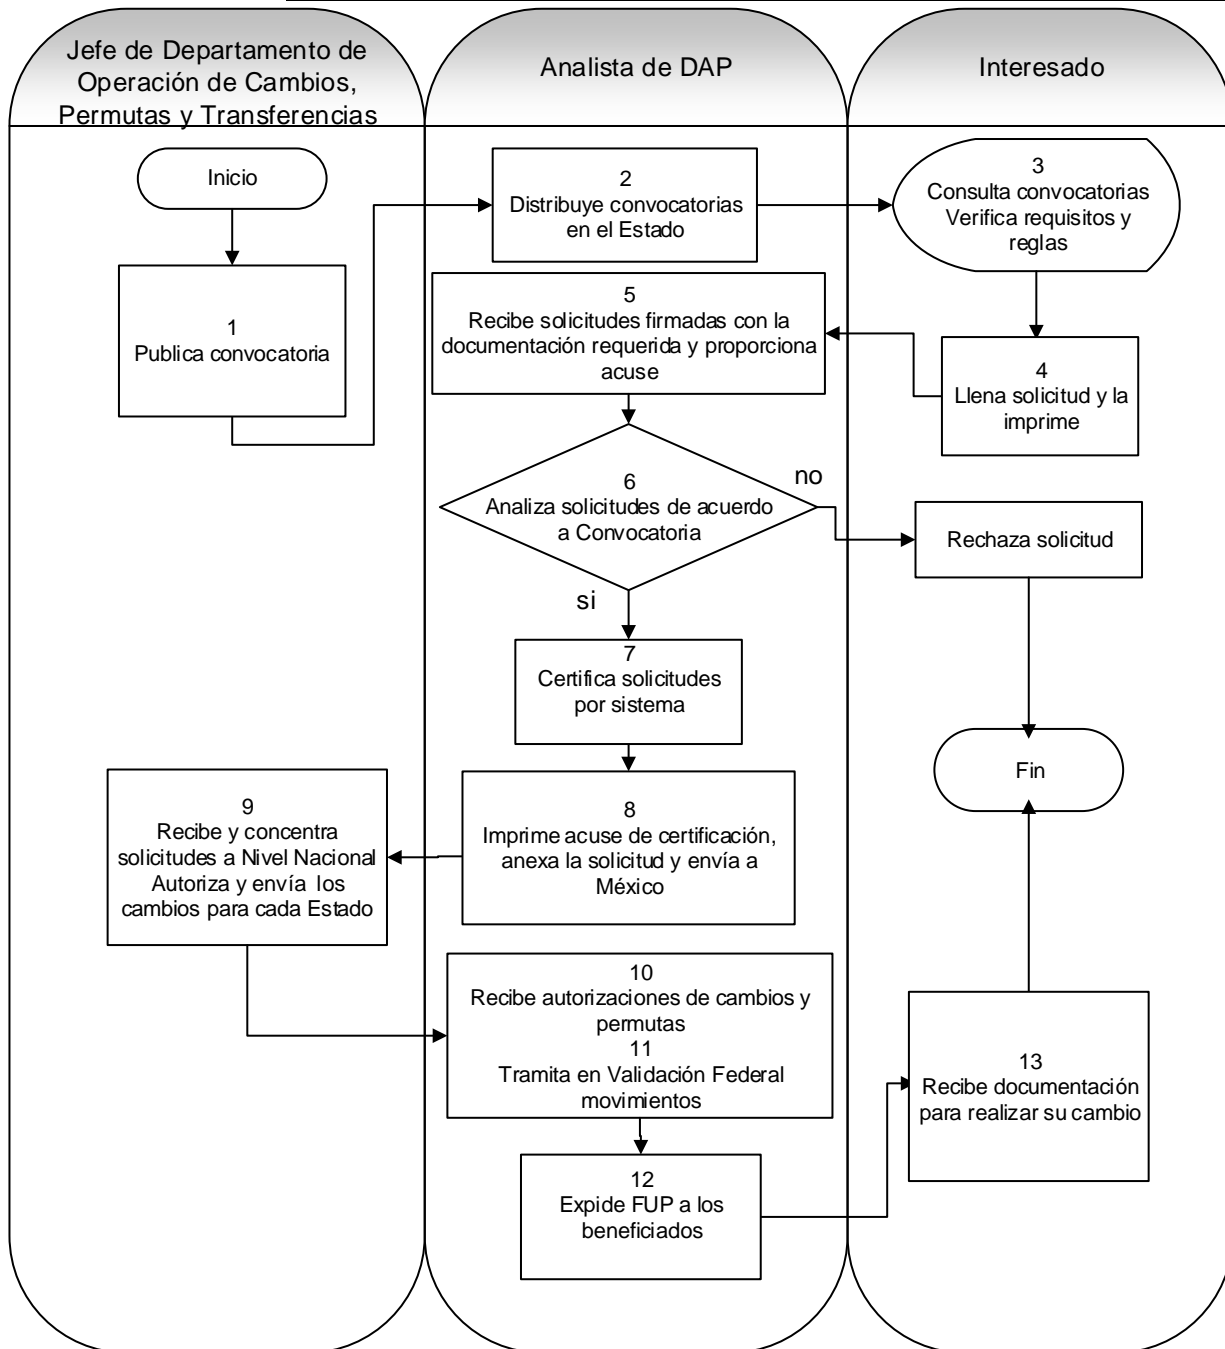 Jefe de Departamento de
Operación de Cambios,
Permutas y Transferencias
Analista de DAP
Interesado
Inicio
1
Publica convocatoria
2
Distribuye convocatorias
en el Estado
3
Consulta convocatorias
Verifica requisitos y
reglas
4
Llena solicitud y la
imprime
5
Recibe solicitudes firmadas con la
documentación requerida y proporciona
acuse
6
Analiza solicitudes de acuerdo
a Convocatoria
no
Rechaza solicitud
si
7
Certifica solicitudes
por sistema
Fin
8
Imprime acuse de certificación,
anexa la solicitud y envía a
México
9
Recibe y concentra
solicitudes a Nivel Nacional
Autoriza y envía los
cambios para cada Estado
10
Recibe autorizaciones de cambios y
permutas
11
Tramita en Validación Federal
movimientos
12
Expide FUP a los
beneficiados
13
Recibe documentación
para realizar su cambio